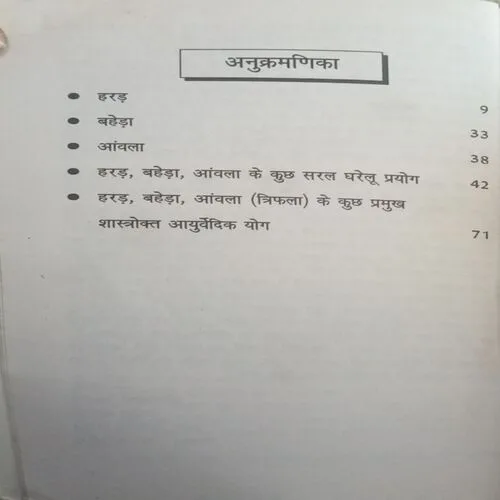 अनुक्रमणिका
● हरड़ 9
● बहेड़ा 33
● आंवला 38
● हरड़, बहेड़ा, आंवला के कुछ सरल घरेलू प्रयोग 42
● हरड़, बहेड़ा, आंवला (त्रिफला) के कुछ प्रमुख
शास्त्रोक्त आयुर्वेदिक योग 71